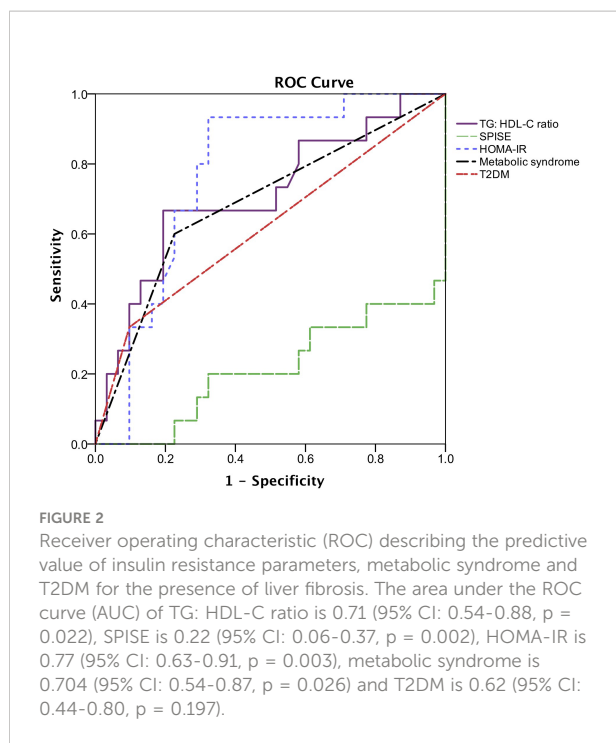 ROC Curve
1.0
0.8
0.6
0.4
0.2
0.0
Sensitivity
0.0 0.2 0.4 0.6 0.8 1.0
1 - Specificity
TG: HDL-C ratio
SPISE
HOMA-IR
Metabolic syndrome
T2DM
FIGURE 2
Receiver operating characteristic (ROC) describing the predictive
value of insulin resistance parameters, metabolic syndrome and
T2DM for the presence of liver fibrosis. The area under the ROC
curve (AUC) of TG: HDL-C ratio is 0.71 (95% CI: 0.54-0.88, p =
0.022), SPISE is 0.22 (95% CI: 0.06-0.37, p = 0.002), HOMA-IR is
0.77 (95% CI: 0.63-0.91, p = 0.003), metabolic syndrome is
0.704 (95% CI: 0.54-0.87, p = 0.026) and T2DM is 0.62 (95% CI:
0.44-0.80, p = 0.197).